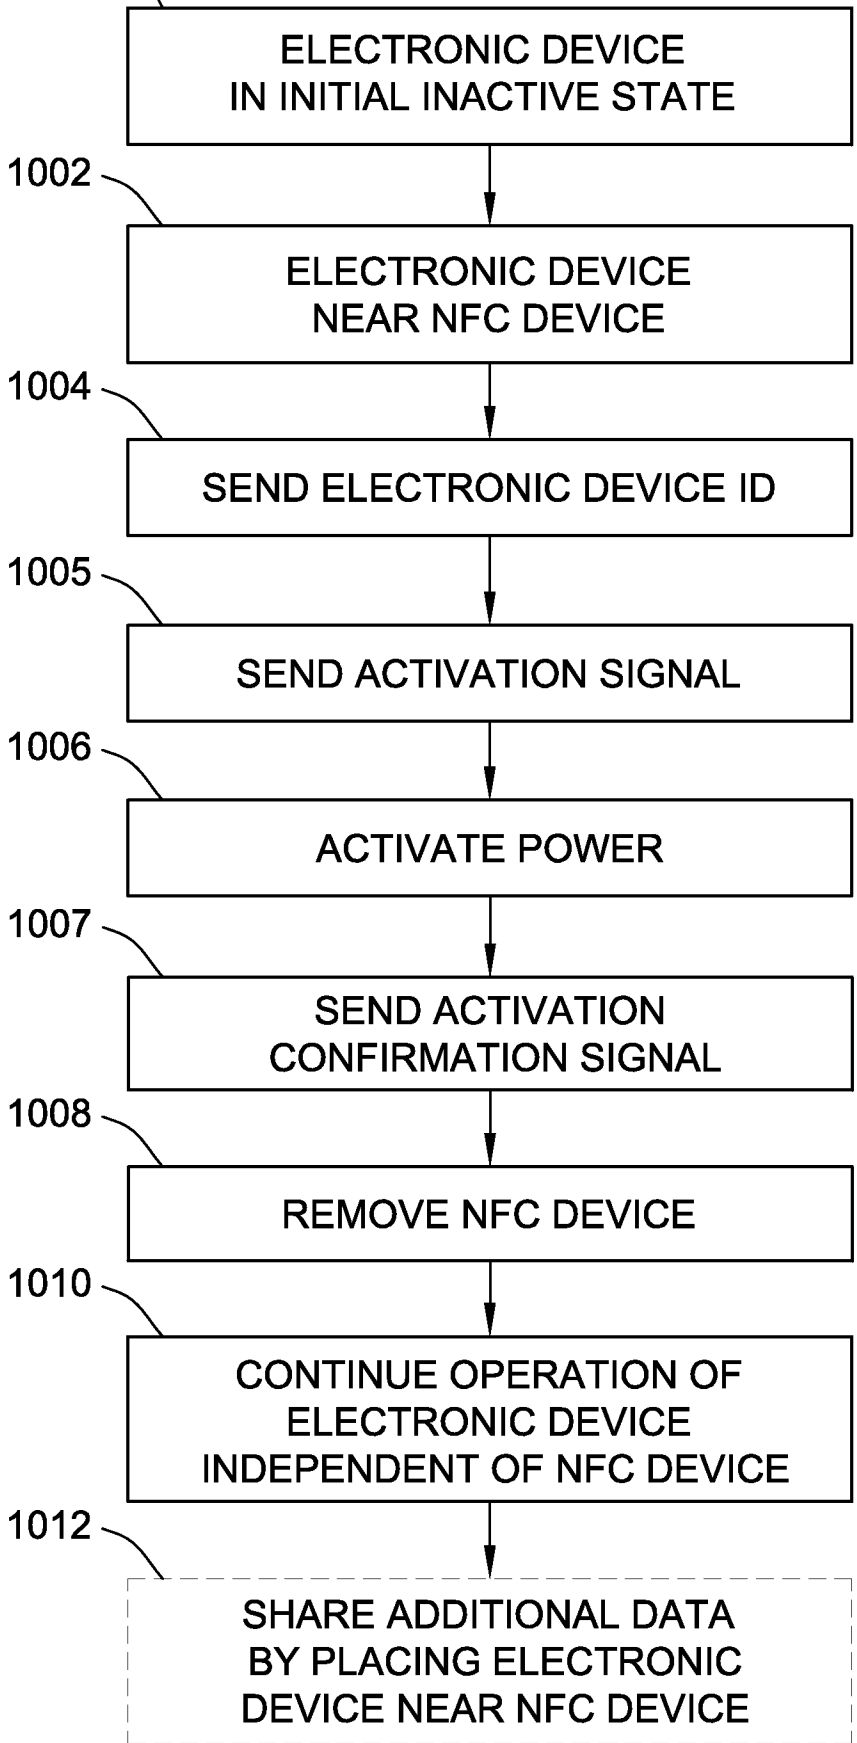 ELECTRONIC DEVICE
IN INITIAL INACTIVE STATE
1002
ELECTRONIC DEVICE
NEAR NFC DEVICE
1004
SEND ELECTRONIC DEVICE ID
1005
SEND ACTIVATION SIGNAL
1006
ACTIVATE POWER
1007
SEND ACTIVATION
CONFIRMATION SIGNAL
1008
REMOVE NFC DEVICE
1010
CONTINUE OPERATION OF
ELECTRONIC DEVICE
INDEPENDENT OF NFC DEVICE
1012
SHARE ADDITIONAL DATA
BY PLACING ELECTRONIC
DEVICE NEAR NFC DEVICE